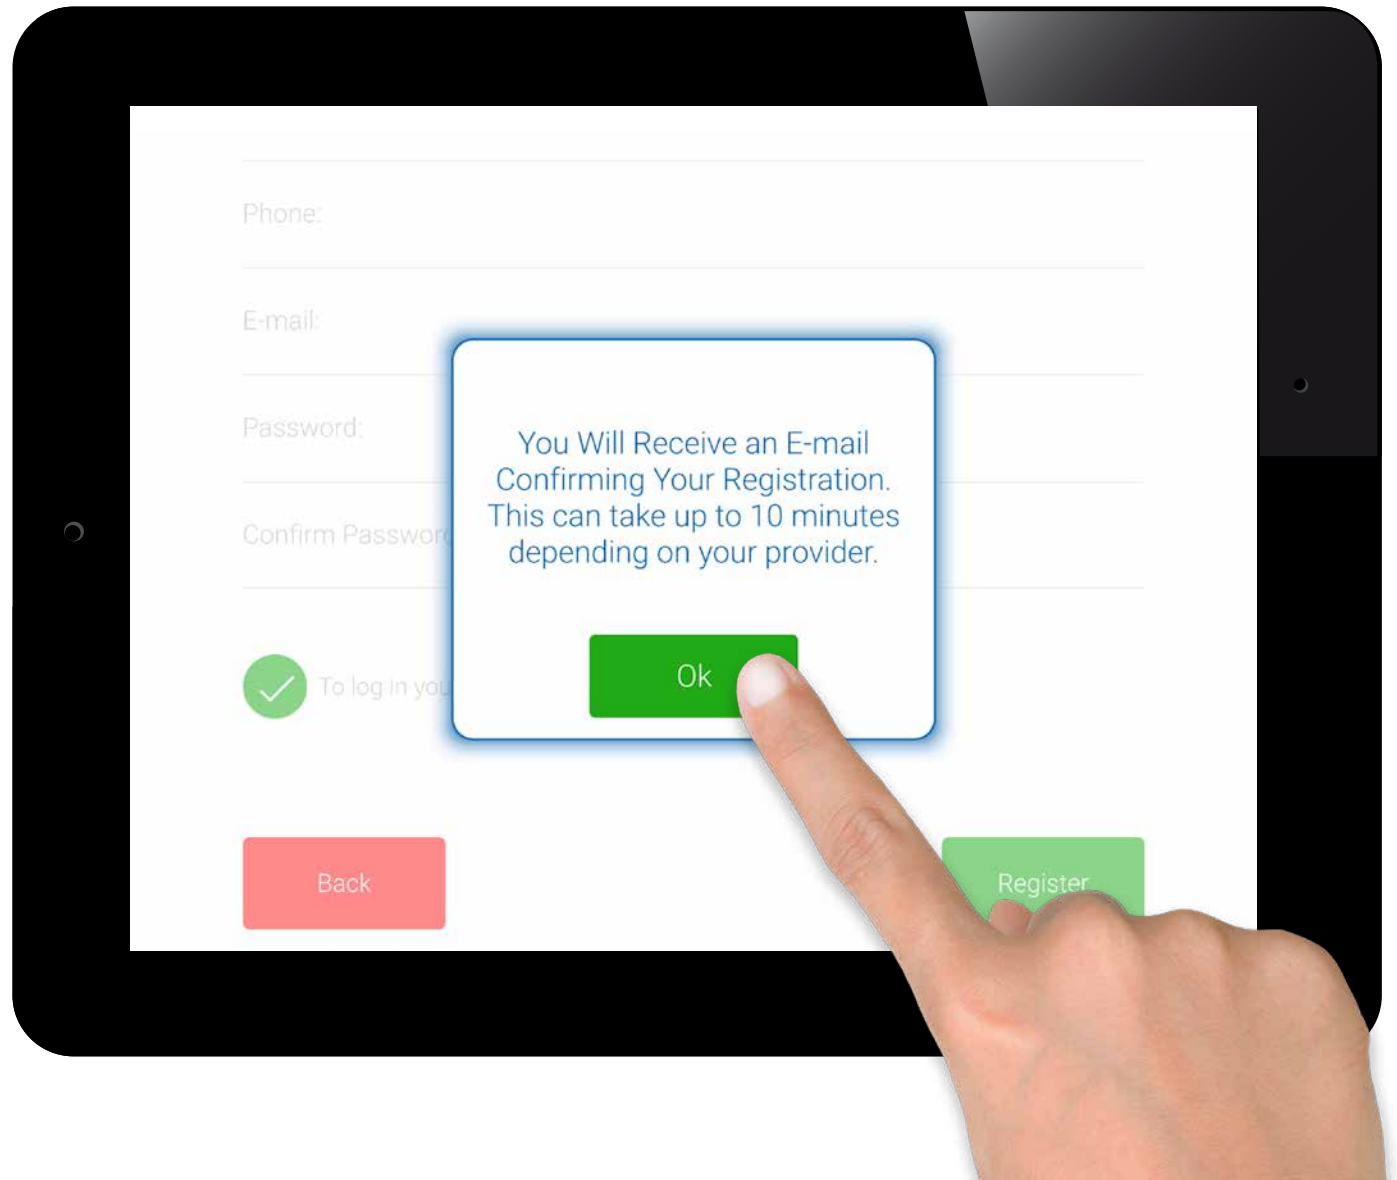 Phone:
E-mail:
Password:
Confirm Password
To log in you
You Will Receive an E-mail
Confirming Your Registration.
This can take up to 10 minutes
depending on your provider.
Ok
Back
Register